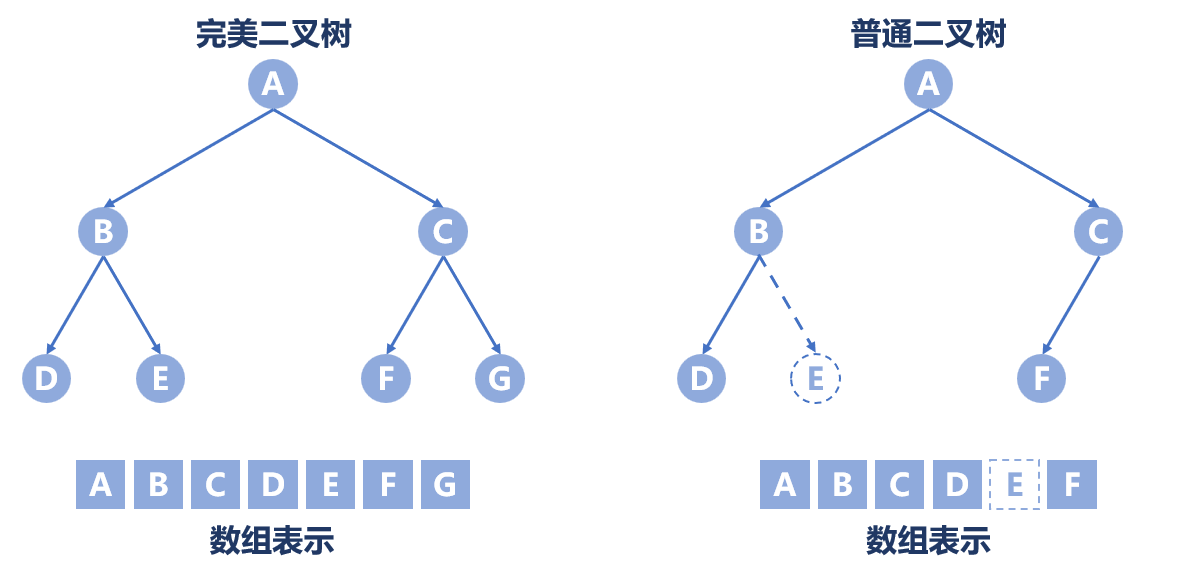 完美二叉树
A
B C
D E F G
A B C D E F G
数组表示
普通二叉树
A
B C
D E F
A B C D E F
数组表示